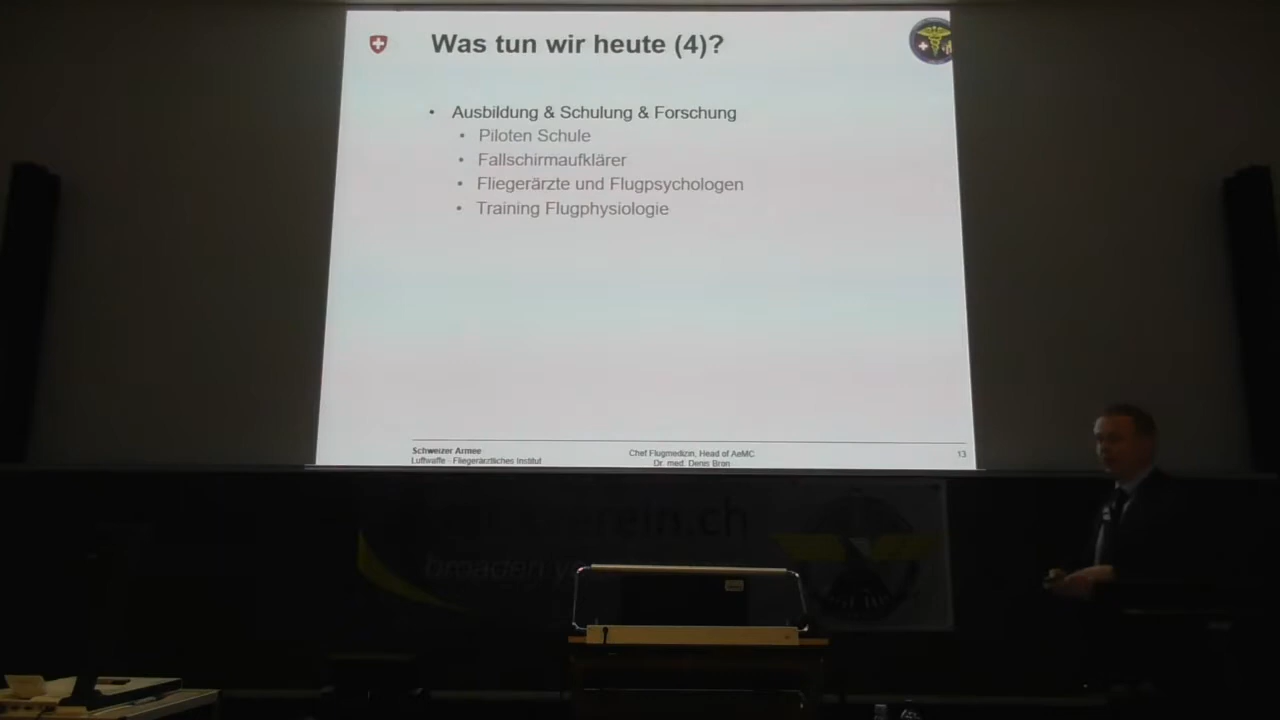 Was tun wir heute (4)?
• Ausbildung & Schulung & Forschung
• Piloten Schule
• Fallschirmaufklärer
• Fliegerärzte und Flugpsychologen
• Training Flugphysiologie
Schweizer Armee
Luftwaffe - Fliegerärztliches Institut
Chef Flugmedizin, Head of AeMC
Dr. med. Denis Bron
13
broaden